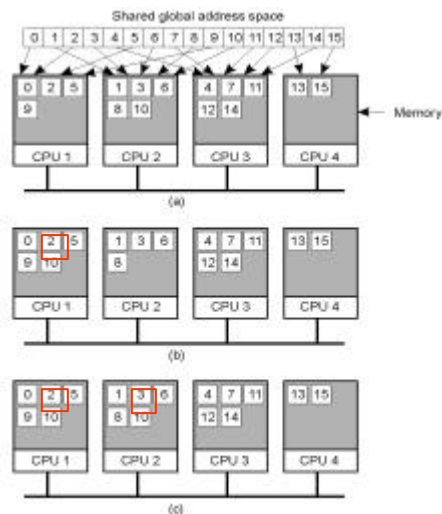 Shared global address space
0 1 2 3 4 5 6 7 8 9 10 11 12 13 14 15
0 2 5 1 3 6 4 7 11 13 15
9 8 10 12 14
Memory
CPU 1 CPU 2 CPU 3 CPU 4
(a)
0 2 5 1 3 6 4 7 11 13 15
9 10 8 12 14
CPU 1 CPU 2 CPU 3 CPU 4
(b)
0 2 5 1 3 6 4 7 11 13 15
9 10 8 10 12 14
CPU 1 CPU 2 CPU 3 CPU 4
(c)